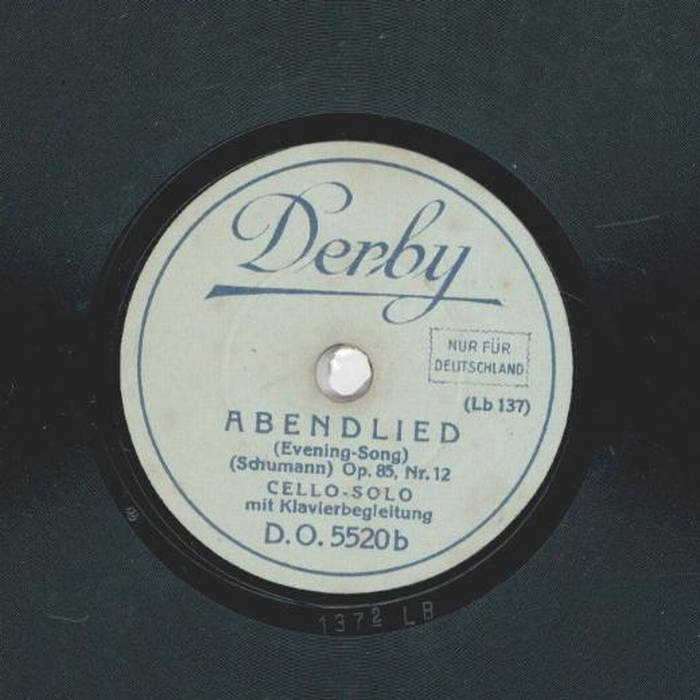 Derby
NUR FÜR
DEUTSCHLAND
(Lb 137)
ABENDLIED
(Evening-Song)
(Schumann) Op. 85, Nr. 12
CELLO-SOLO
mit Klavierbegleitung
D.O. 5520b
137² LB